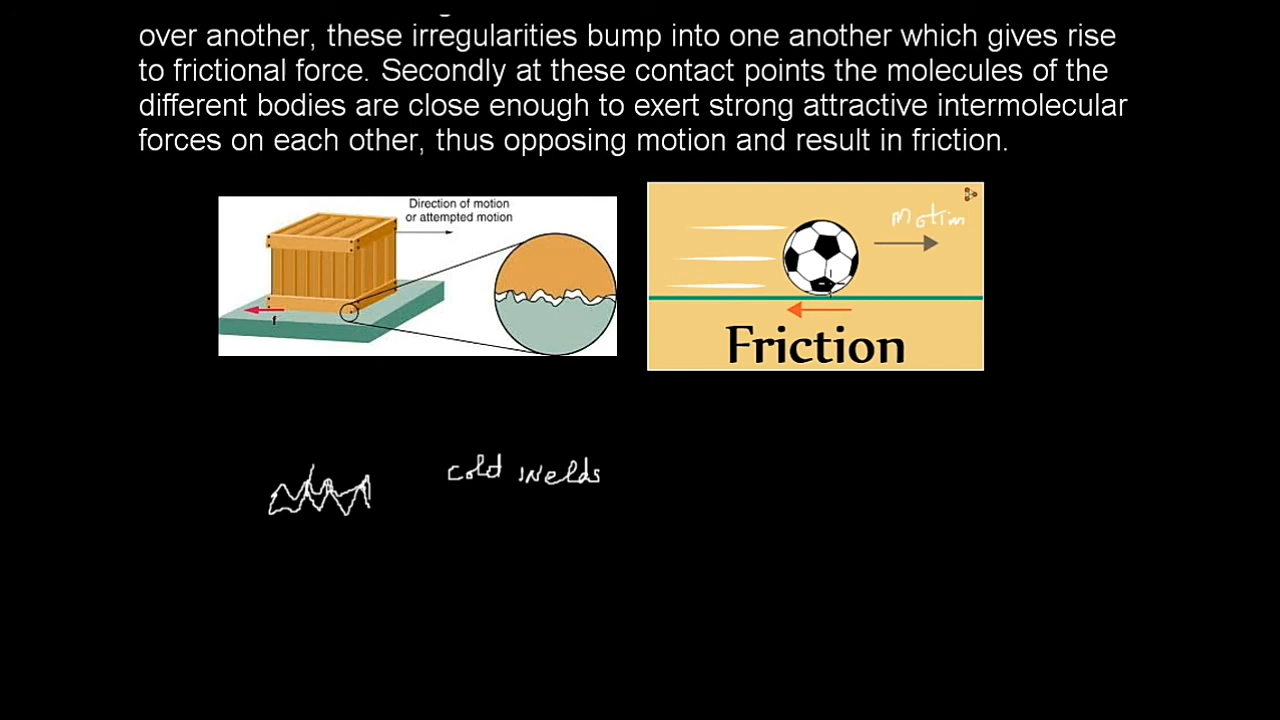 over another, these irregularities bump into one another which gives rise
to frictional force. Secondly at these contact points the molecules of the
different bodies are close enough to exert strong attractive intermolecular
forces on each other, thus opposing motion and result in friction.
Direction of motion
or attempted motion
f
Motion
Friction
cold welds